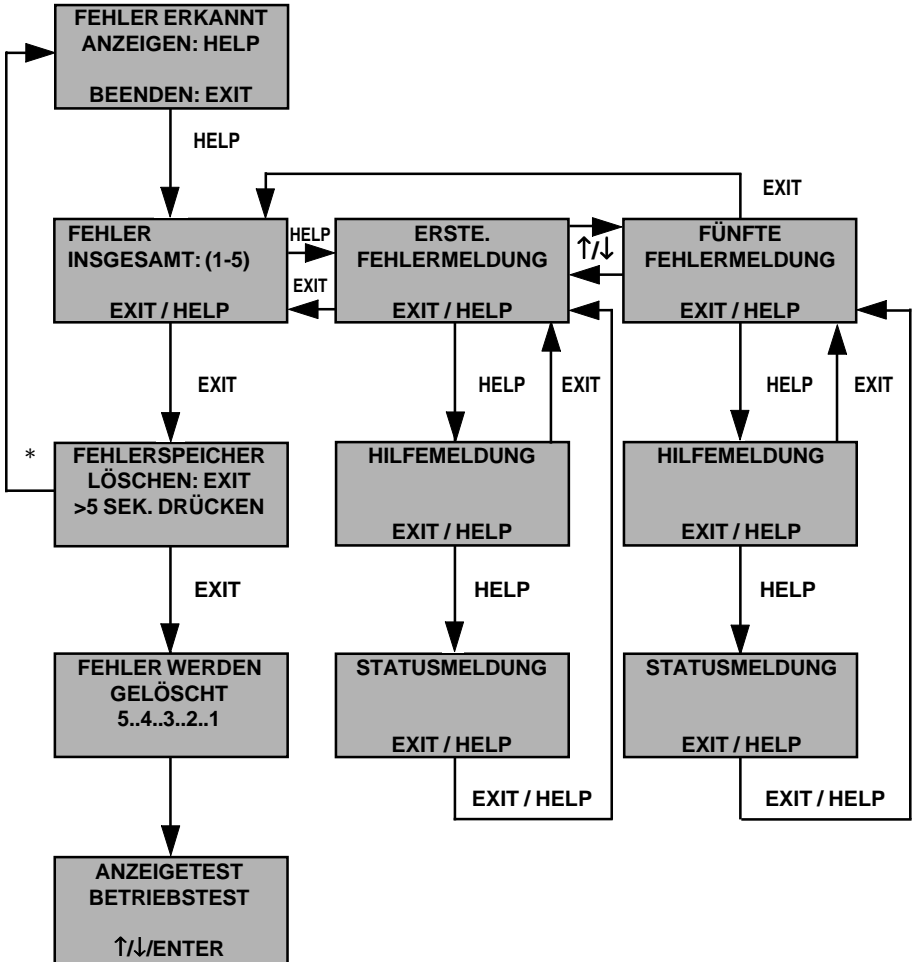 FEHLER ERKANNT
ANZEIGEN: HELP
BEENDEN: EXIT
HELP
EXIT
FEHLER
INSGESAMT: (1-5)
EXIT / HELP
HELP
EXIT
ERSTE.
FEHLERMELDUNG
EXIT / HELP
↑/↓
FÜNFTE
FEHLERMELDUNG
EXIT / HELP
EXIT
HELP
EXIT
HELP
EXIT
*
FEHLERSPEICHER
LÖSCHEN: EXIT
>5 SEK. DRÜCKEN
HILFEMELDUNG
EXIT / HELP
HILFEMELDUNG
EXIT / HELP
EXIT
HELP
HELP
FEHLER WERDEN
GELÖSCHT
5..4..3..2..1
STATUSMELDUNG
EXIT / HELP
STATUSMELDUNG
EXIT / HELP
EXIT / HELP
EXIT / HELP
ANZEIGETEST
BETRIEBSTEST
↑/↓/ENTER